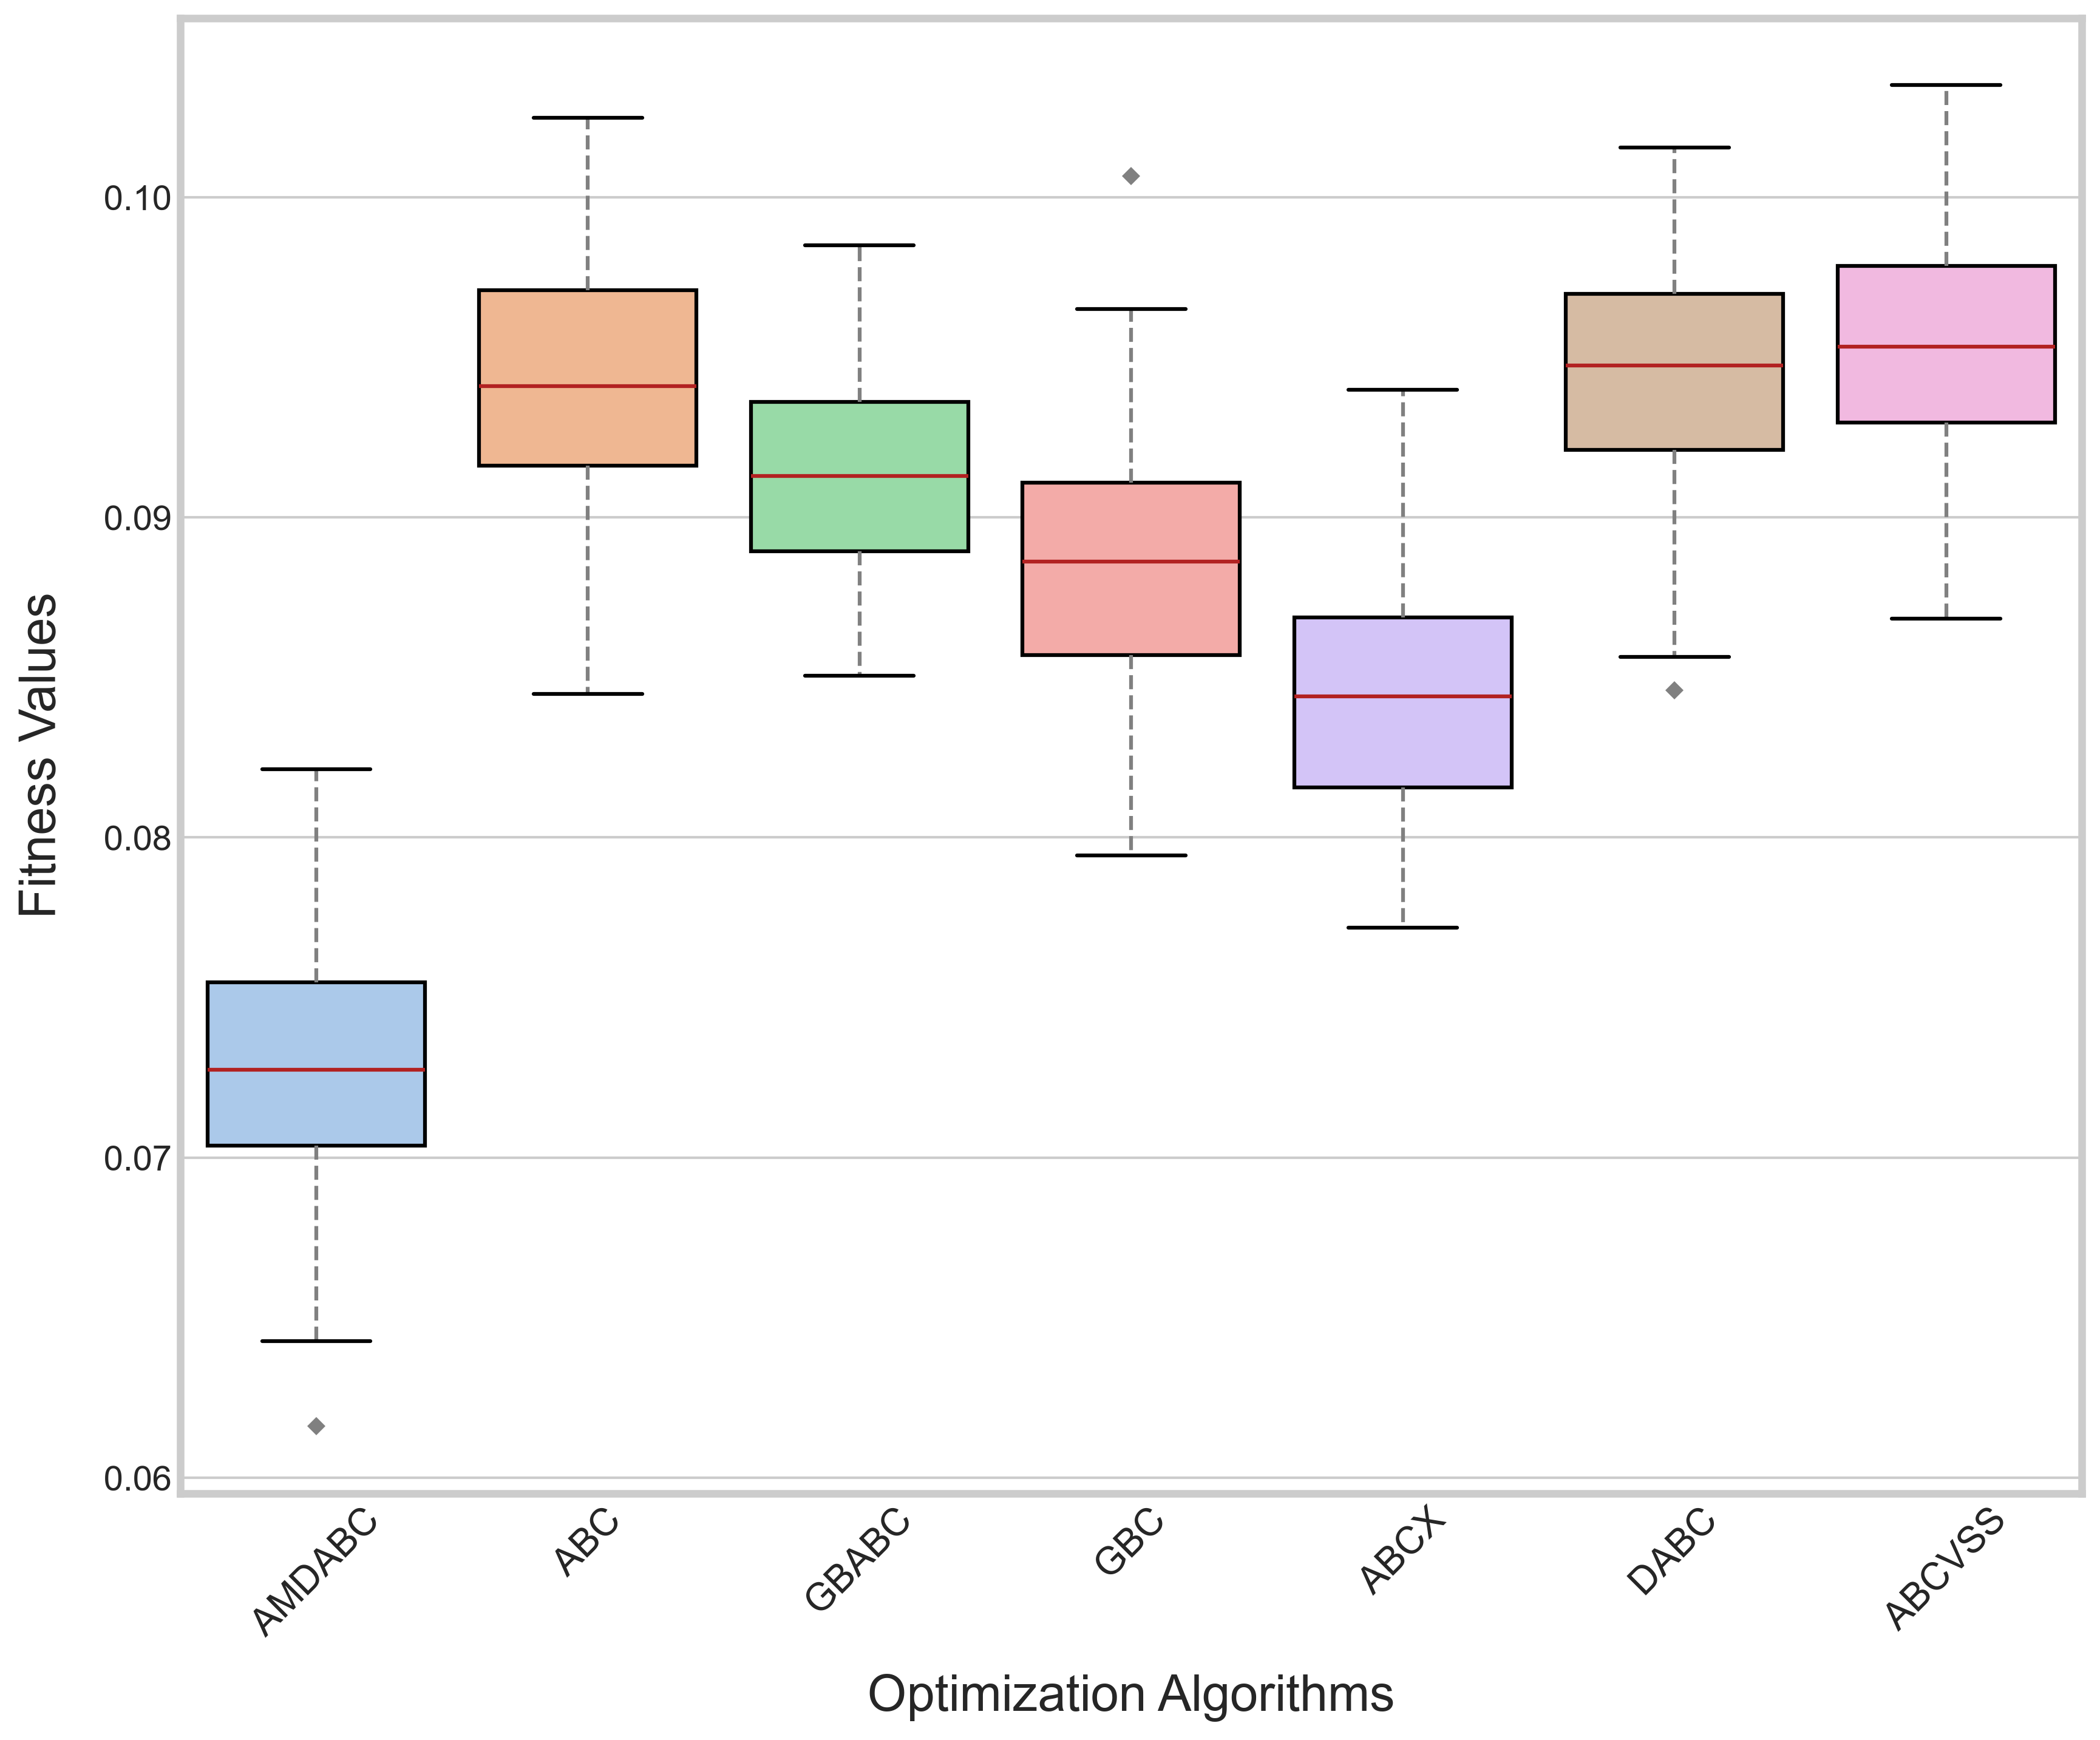 Fitness Values
0.10
0.09
0.08
0.07
0.06
AMDABC
ABC
GBABC
GBC
ABCX
DABC
ABCVSS
Optimization Algorithms